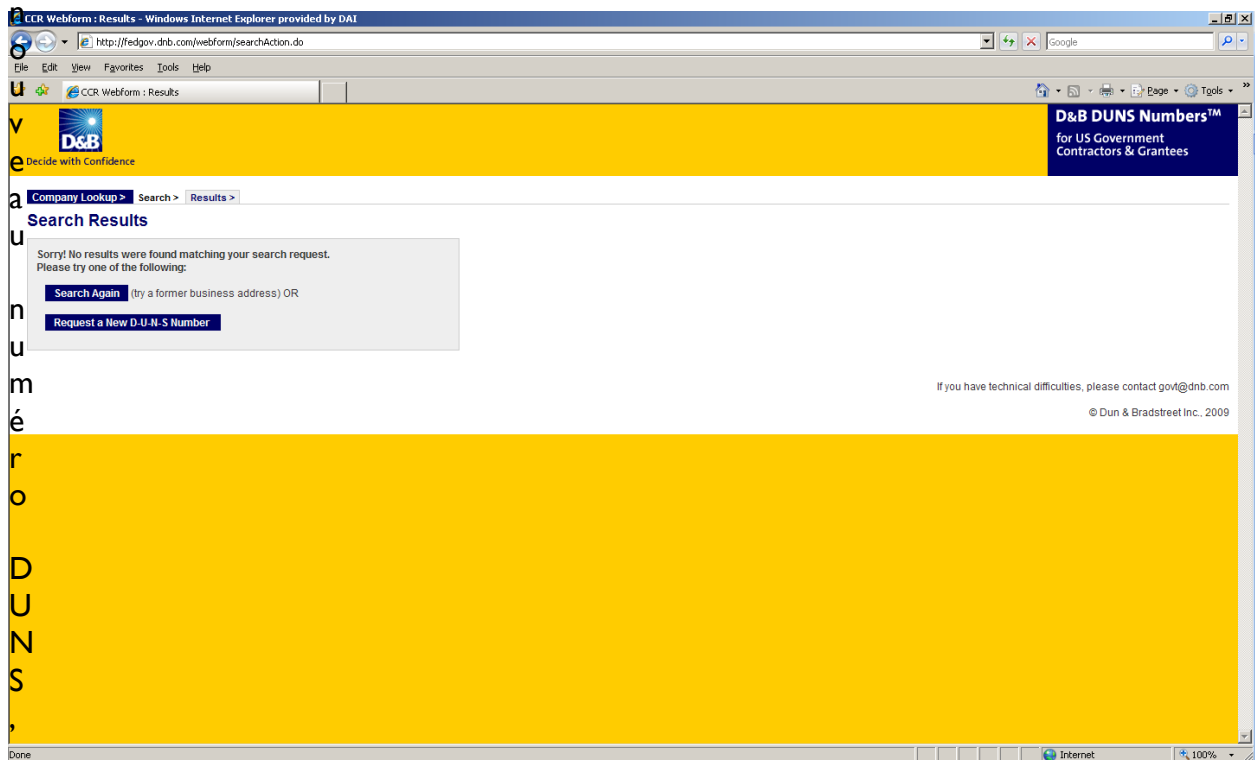 CCR Webform : Results - Windows Internet Explorer provided by DAI
http://fedgov.dnb.com/webform/searchAction.do
Google
File Edit View Favorites Tools Help
CCR Webform : Results
Page Tools
D&B
Decide with Confidence
D&B DUNS Numbers™
for US Government
Contractors & Grantees
Company Lookup > Search > Results >
Search Results
Sorry! No results were found matching your search request.
Please try one of the following:
Search Again (try a former business address) OR
Request a New D-U-N-S Number
If you have technical difficulties, please contact govt@dnb.com
© Dun & Bradstreet Inc., 2009
Done
Internet
100%
nouveau numéro DUNS,